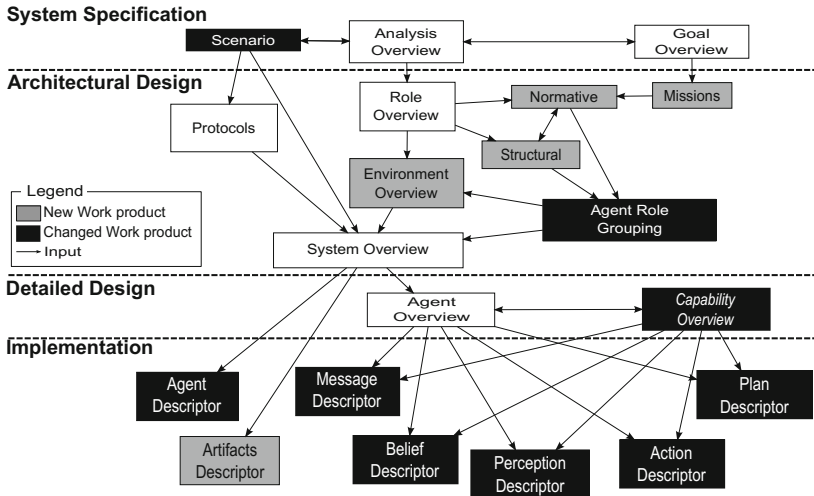 System Specification
Scenario
Analysis
Overview
Goal
Overview
Architectural Design
Protocols
Role
Overview
Normative
Missions
Structural
Environment
Overview
Agent Role
Grouping
Legend
New Work product
Changed Work product
Input
System Overview
Detailed Design
Agent
Overview
Capability
Overview
Implementation
Agent
Descriptor
Message
Descriptor
Plan
Descriptor
Artifacts
Descriptor
Belief
Descriptor
Perception
Descriptor
Action
Descriptor